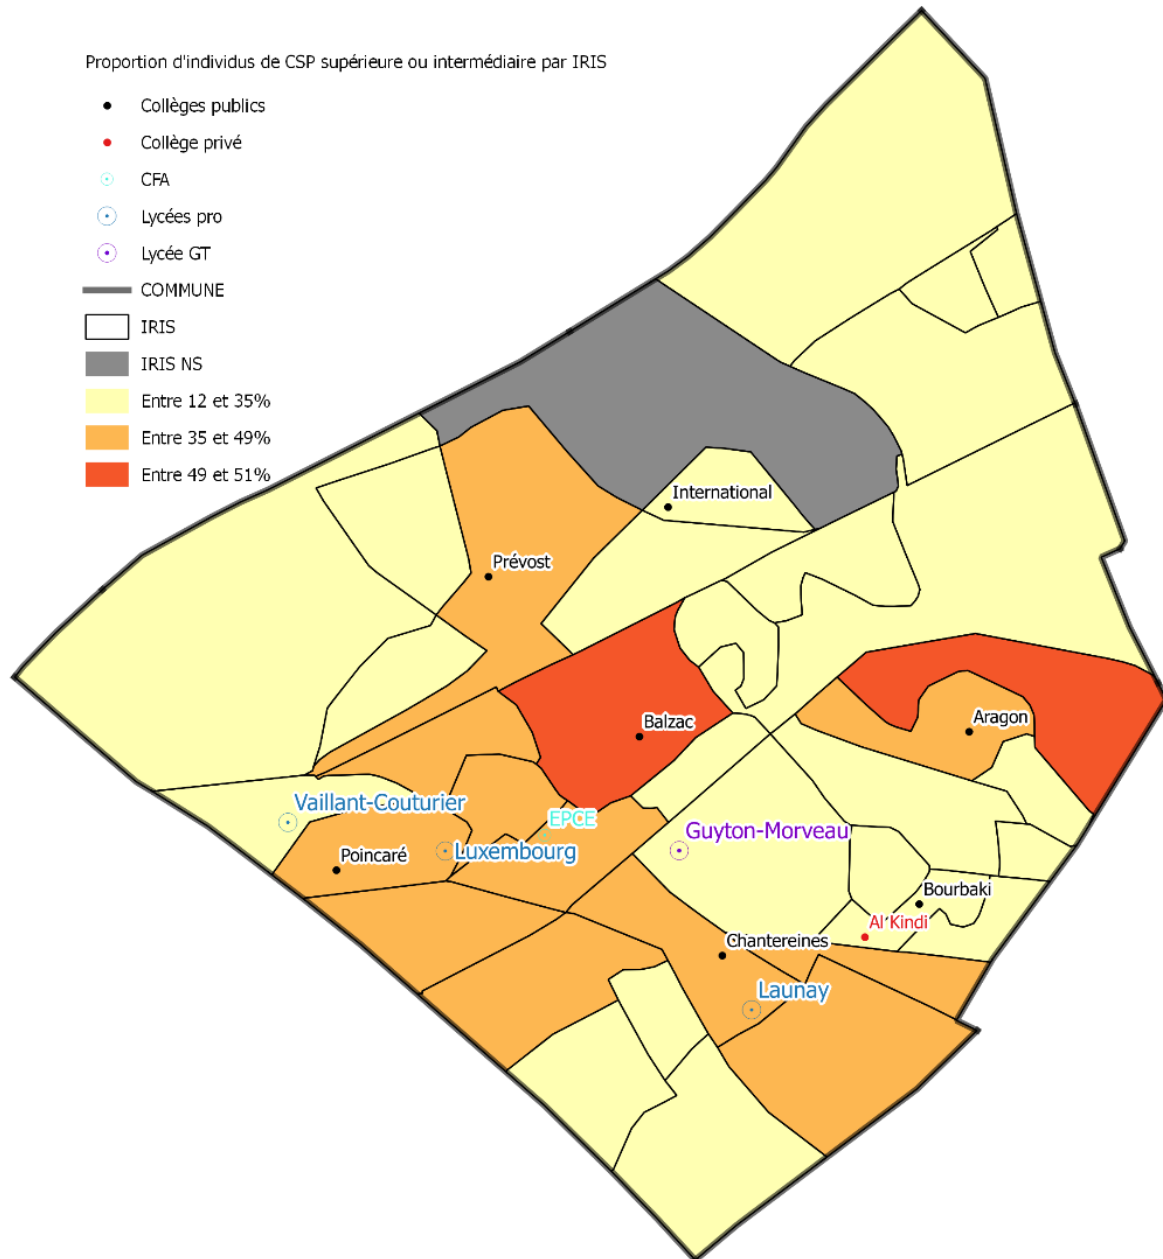 Proportion d'individus de CSP supérieure ou intermédiaire par IRIS
Collèges publics
Collège privé
CFA
Lycées pro
Lycée GT
COMMUNE
IRIS
IRIS NS
Entre 12 et 35%
Entre 35 et 49%
Entre 49 et 51%
International
Prévost
Balzac
Aragon
Vaillant-Couturier
EPCE
Guyton-Morveau
Poincaré
Luxembourg
Bourbaki
Al Kindi
Chantereines
Launay